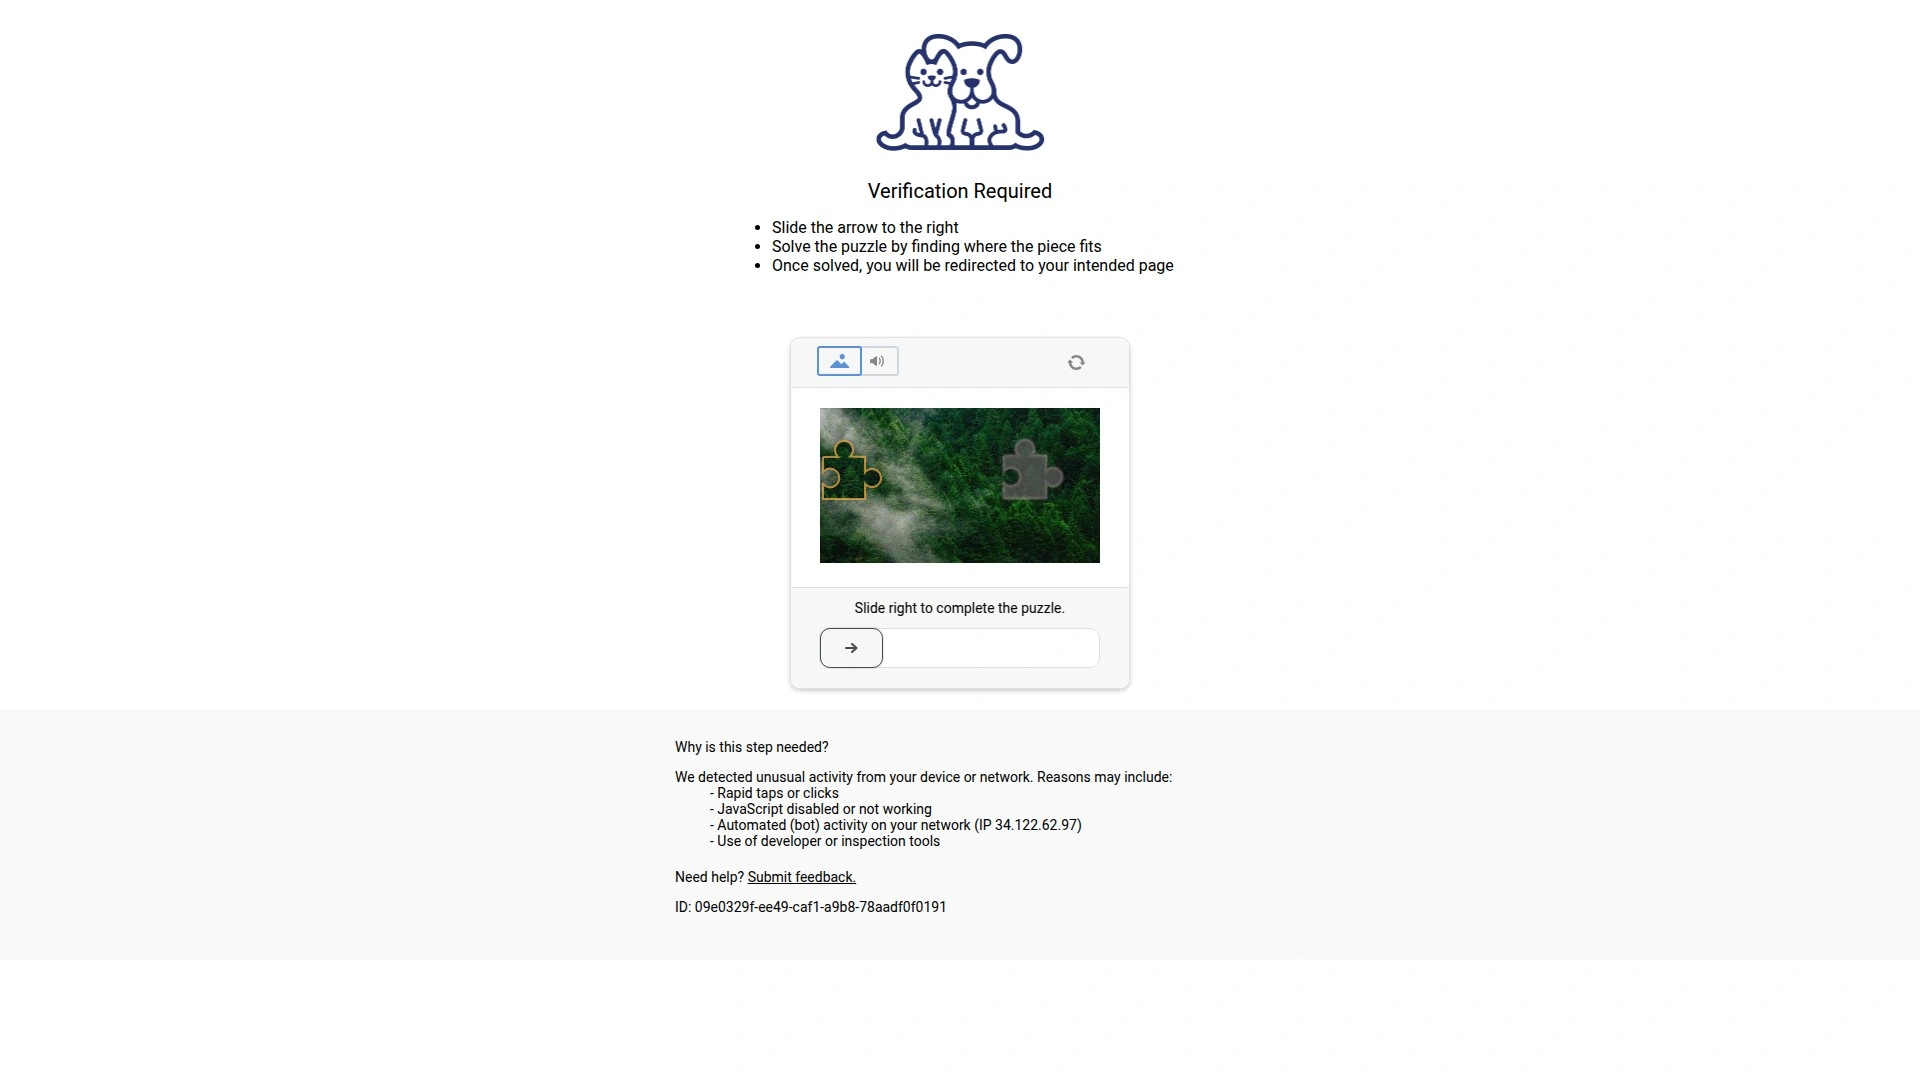 Verification Required
Slide the arrow to the right
Solve the puzzle by finding where the piece fits
Once solved, you will be redirected to your intended page
Slide right to complete the puzzle.
Why is this step needed?
We detected unusual activity from your device or network. Reasons may include:
- Rapid taps or clicks
- JavaScript disabled or not working
- Automated (bot) activity on your network (IP 34.122.62.97)
- Use of developer or inspection tools
Need help? Submit feedback.
ID: 09e0329f-ee49-caf1-a9b8-78aadf0f0191